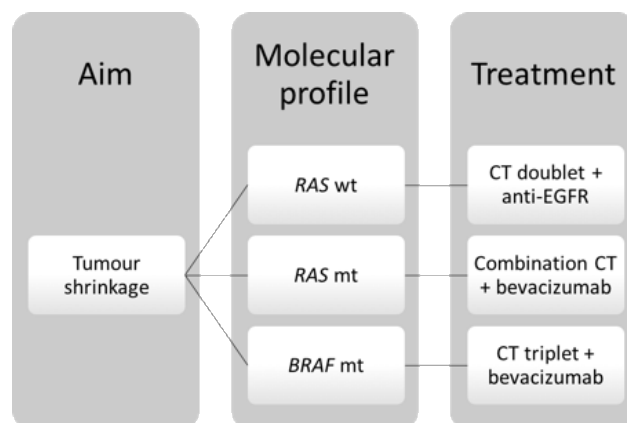 Aim
Molecular
profile
Treatment
Tumour
shrinkage
RAS wt
CT doublet +
anti-EGFR
RAS mt
Combination CT
+ bevacizumab
BRAF mt
CT triplet +
bevacizumab